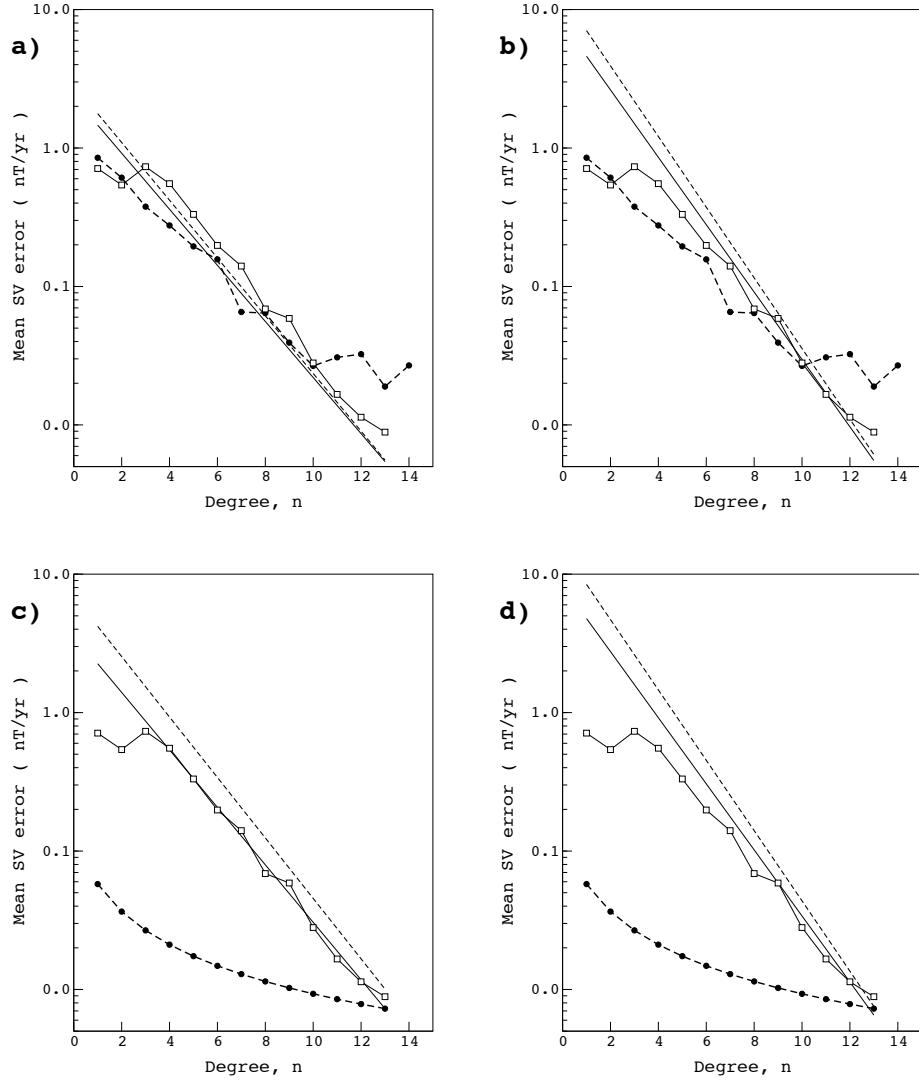 a)
10.0
1.0
0.1
0.0
Mean SV error ( nT/yr )
0 2 4 6 8 10 12 14
Degree, n
b)
10.0
1.0
0.1
0.0
Mean SV error ( nT/yr )
0 2 4 6 8 10 12 14
Degree, n
c)
10.0
1.0
0.1
0.0
Mean SV error ( nT/yr )
0 2 4 6 8 10 12 14
Degree, n
d)
10.0
1.0
0.1
0.0
Mean SV error ( nT/yr )
0 2 4 6 8 10 12 14
Degree, n